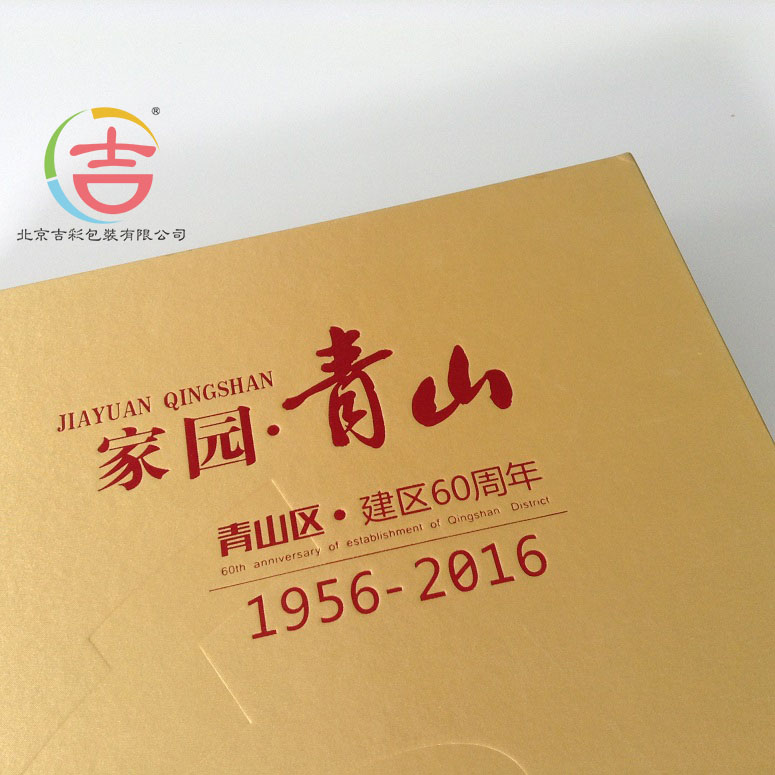 ®
吉
北京吉彩包装有限公司
JIAYUAN QINGSHAN
家园·青山
青山区·建区60周年
60th anniversary of establishment of Qingshan District
1956-2016